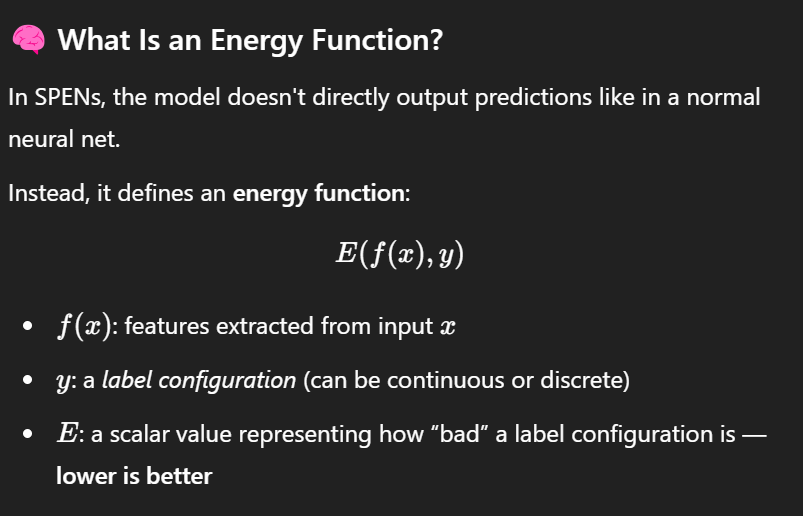 🧠 What Is an Energy Function?
In SPENs, the model doesn't directly output predictions like in a normal
neural net.
Instead, it defines an energy function:
E(f(x), y)
• f(x): features extracted from input x
• y: a label configuration (can be continuous or discrete)
• E: a scalar value representing how “bad” a label configuration is —
lower is better